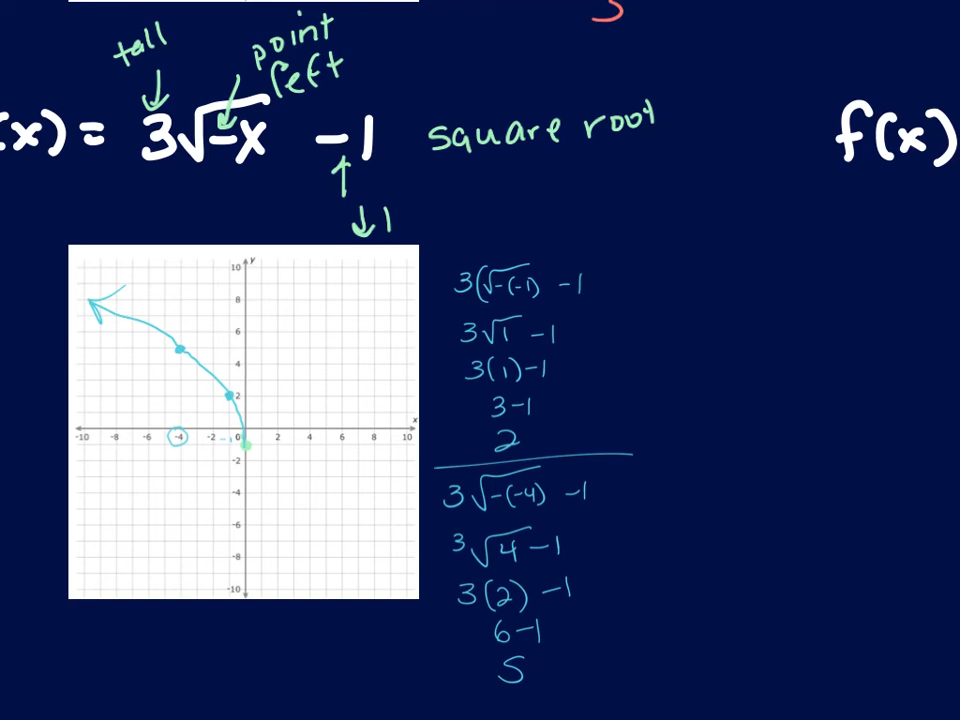 5
tall
point
left
(x) = 3√-x - 1
square root
f(x)
↓1
y
10
8
6
4
2
x
-10 -8 -6 -4 -2 -1 0 2 4 6 8 10
-2
-4
-6
-8
-10
3(√-(-1) - 1
3√1 - 1
3(1)-1
3-1
2
3√-(-4) -1
3√4 -1
3(2) -1
6-1
5